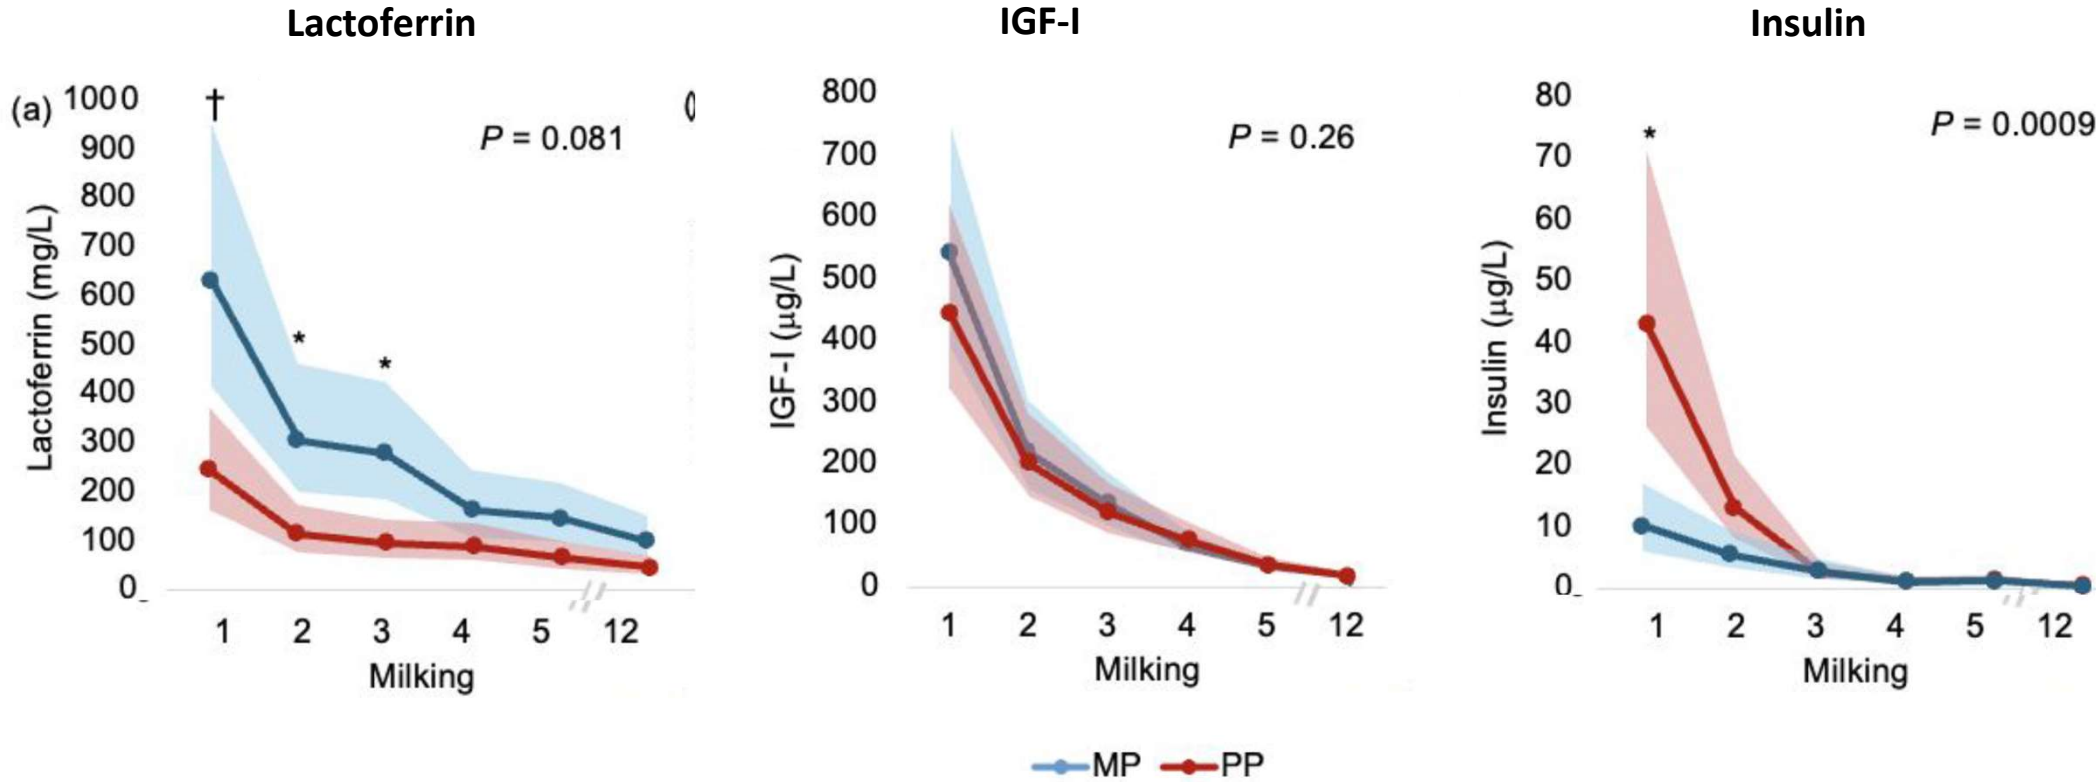 Lactoferrin
IGF-I
Insulin
(a)
†
P = 0.081
1000
900
800
700
600
500
400
300
200
100
0
Lactoferrin (mg/L)
*
*
1 2 3 4 5 12
Milking
P = 0.26
800
700
600
500
400
300
200
100
0
IGF-I (µg/L)
1 2 3 4 5 12
Milking
*
P = 0.0009
80
70
60
50
40
30
20
10
0
Insulin (µg/L)
1 2 3 4 5 12
Milking
MP PP